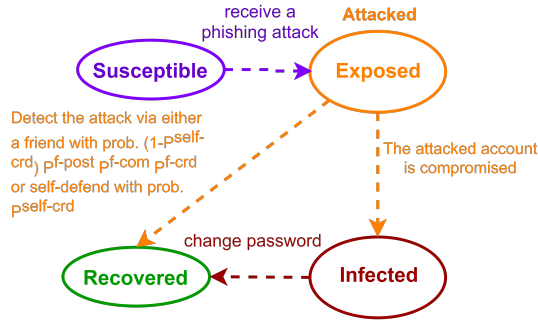 receive a
phishing attack
Attacked
Susceptible
Exposed
Detect the attack via either
a friend with prob. (1-Pself-
crd) Pf-post Pf-com Pf-crd
or self-defend with prob.
Pself-crd
The attacked account
is compromised
change password
Recovered
Infected